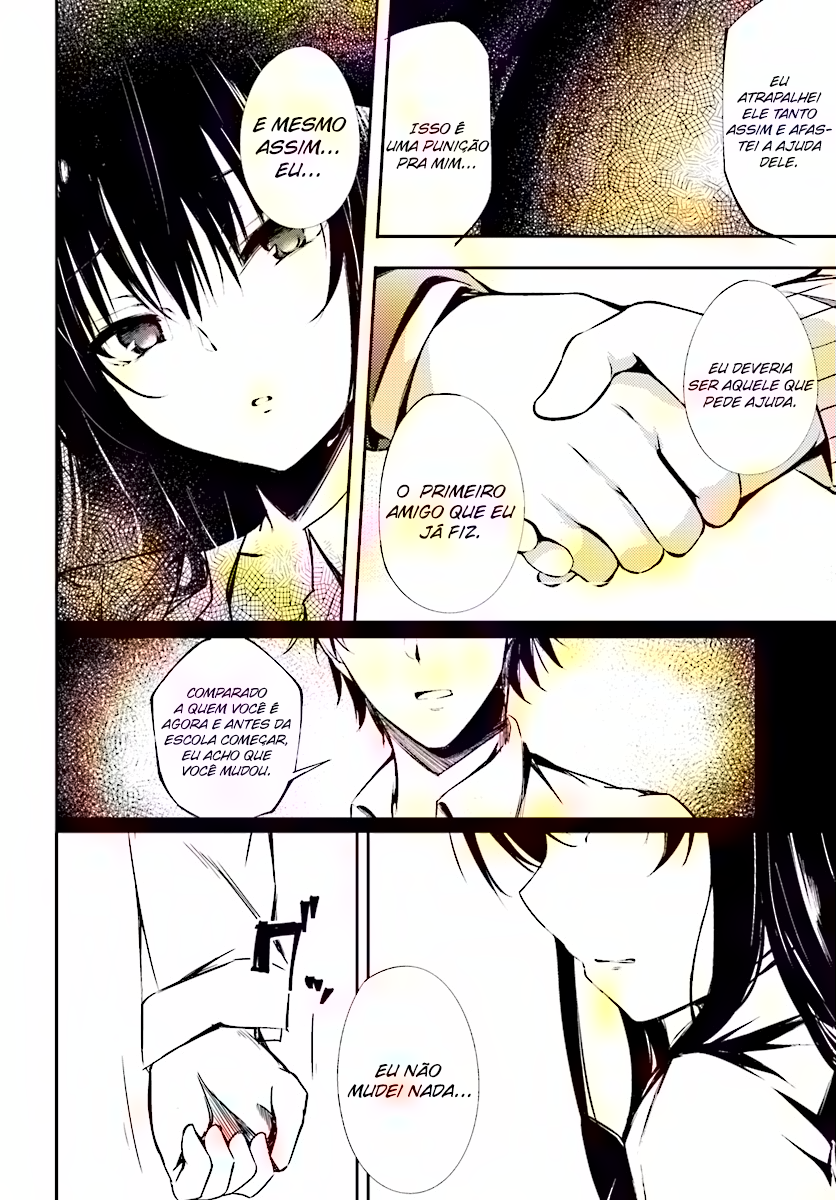 EU
ATRAPALHEI
ELE TANTO
ASSIM E AFAS-
TEI A AJUDA
DELE.
ISSO É
UMA PUNIÇÃO
PRA MIM...
E MESMO
ASSIM...
EU...
EU DEVERIA
SER AQUELE QUE
PEDE AJUDA.
O PRIMEIRO
AMIGO QUE EU
JÁ FIZ.
COMPARADO
A QUEM VOCÊ É
AGORA E ANTES DA
ESCOLA COMEÇAR,
EU ACHO QUE
VOCÊ MUDOU.
EU NÃO
MUDEI NADA...